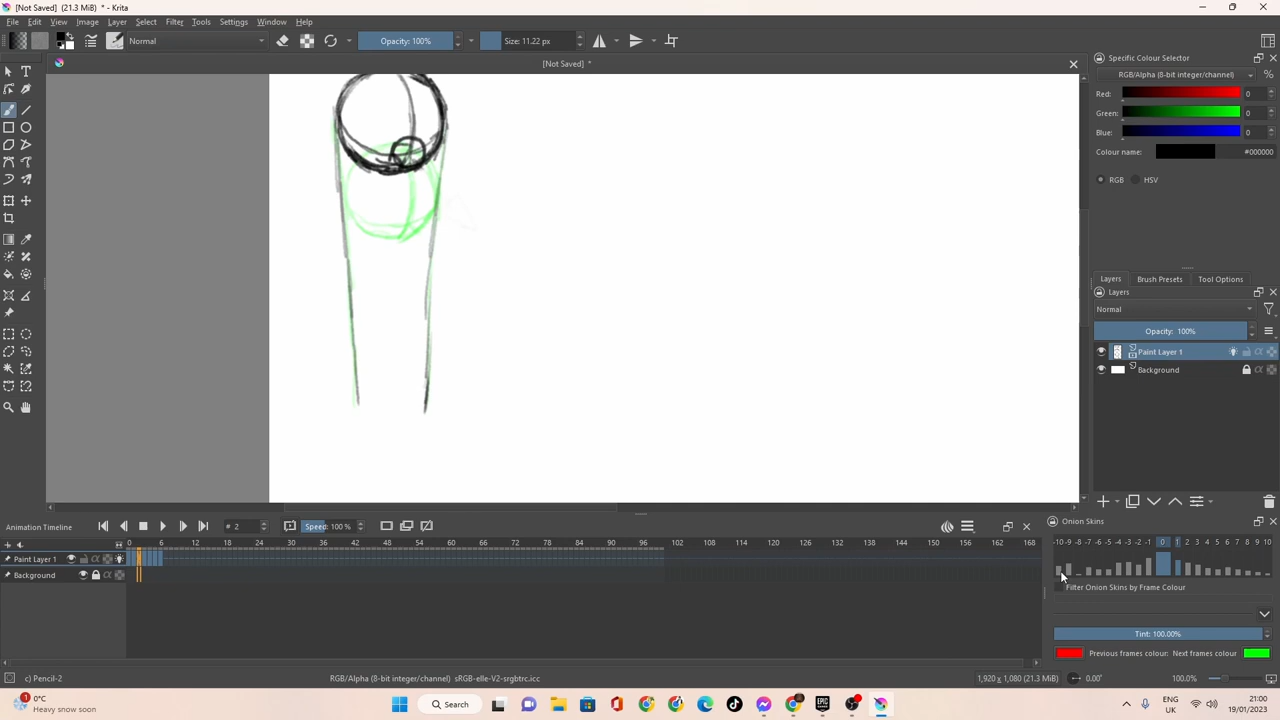 [Not Saved] (21.3 MiB) * - Krita
File Edit View Image Layer Select Filter Tools Settings Window Help
Normal Opacity: 100% Size: 11.22 px
[Not Saved] *
Specific Colour Selector
RGB/Alpha (8-bit integer/channel) %
Red: 0
Green: 0
Blue: 0
Colour name: #000000
RGB HSV
Layers Brush Presets Tool Options
Layers
Normal
Opacity: 100%
Paint Layer 1
Background
Animation Timeline # 2 Speed: 100 %
0 6 12 18 24 30 36 42 48 54 60 66 72 78 84 90 96 102 108 114 120 126 132 138 144 150 156 162 168
Paint Layer 1
Background
Onion Skins
-10 -9 -8 -7 -6 -5 -4 -3 -2 -1 0 1 2 3 4 5 6 7 8 9 10
Filter Onion Skins by Frame Colour
Tint: 100.00%
Previous frames colour: Next frames colour:
c) Pencil-2 RGB/Alpha (8-bit integer/channel) sRGB-elle-V2-srgbtrc.icc 1,920 x 1,080 (21.3 MiB) 0.00° 100.0%
0°C
Heavy snow soon
Search
ENG
UK
21:00
19/01/2023